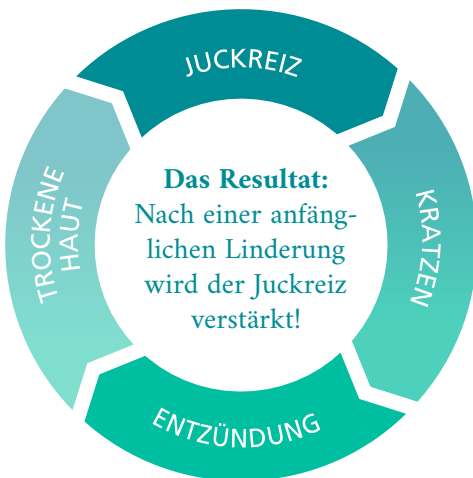 JUCKREIZ
KRATZEN
ENTZÜNDUNG
TROCKENE
HAUT
Das Resultat:
Nach einer anfäng-
lichen Linderung
wird der Juckreiz
verstärkt!